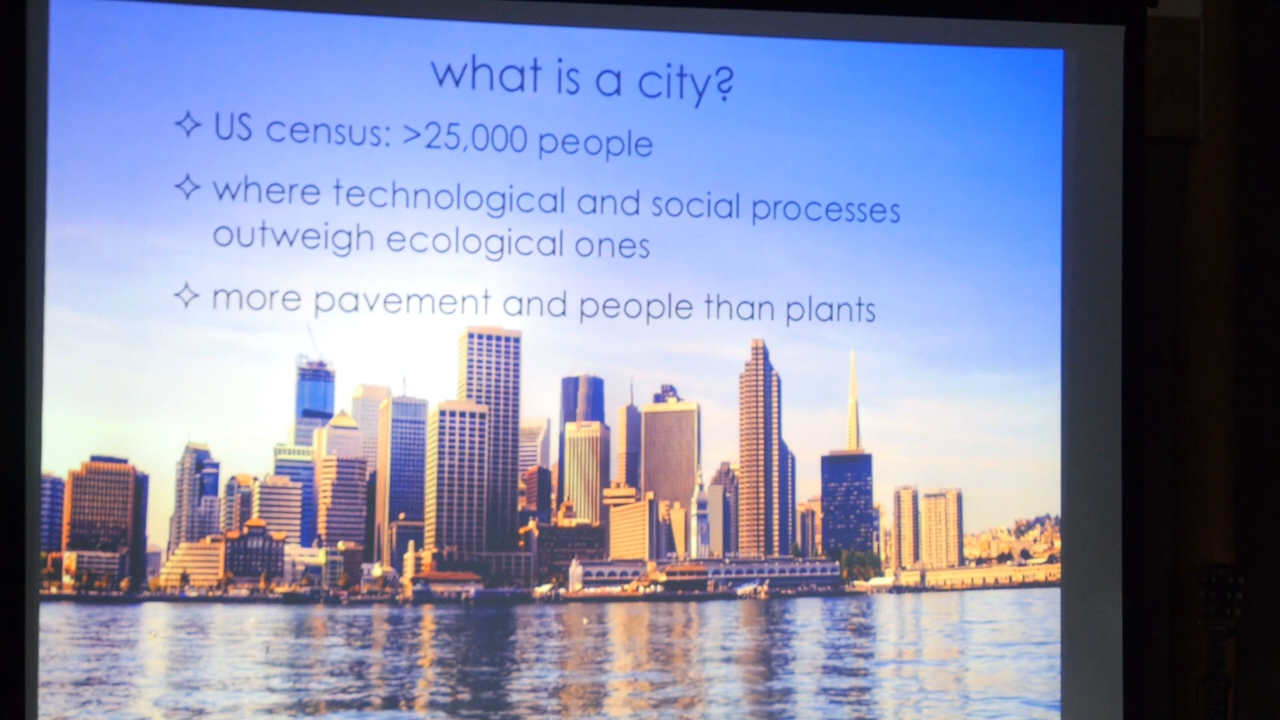 what is a city?
US census: >25,000 people
where technological and social processes
outweigh ecological ones
more pavement and people than plants